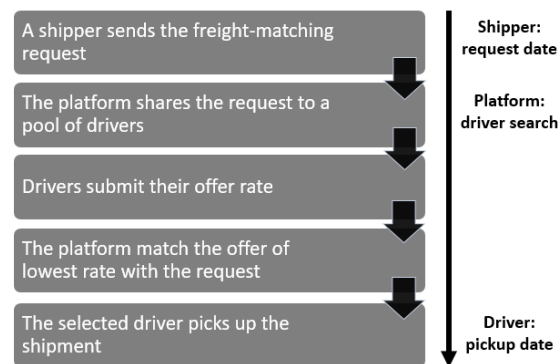 A shipper sends the freight-matching
request
Shipper:
request date
The platform shares the request to a
pool of drivers
Platform:
driver search
Drivers submit their offer rate
The platform match the offer of
lowest rate with the request
The selected driver picks up the
shipment
Driver:
pickup date